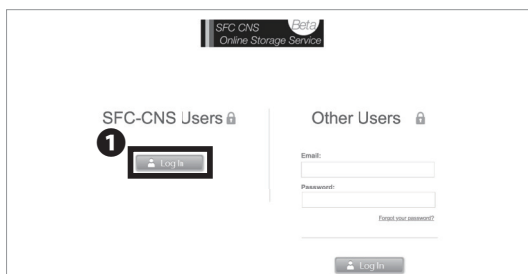 SFC CNS Beta
Online Storage Service
SFC-CNS Users
1
Log In
Other Users
Email:
Password:
Forgot your password?
Log In